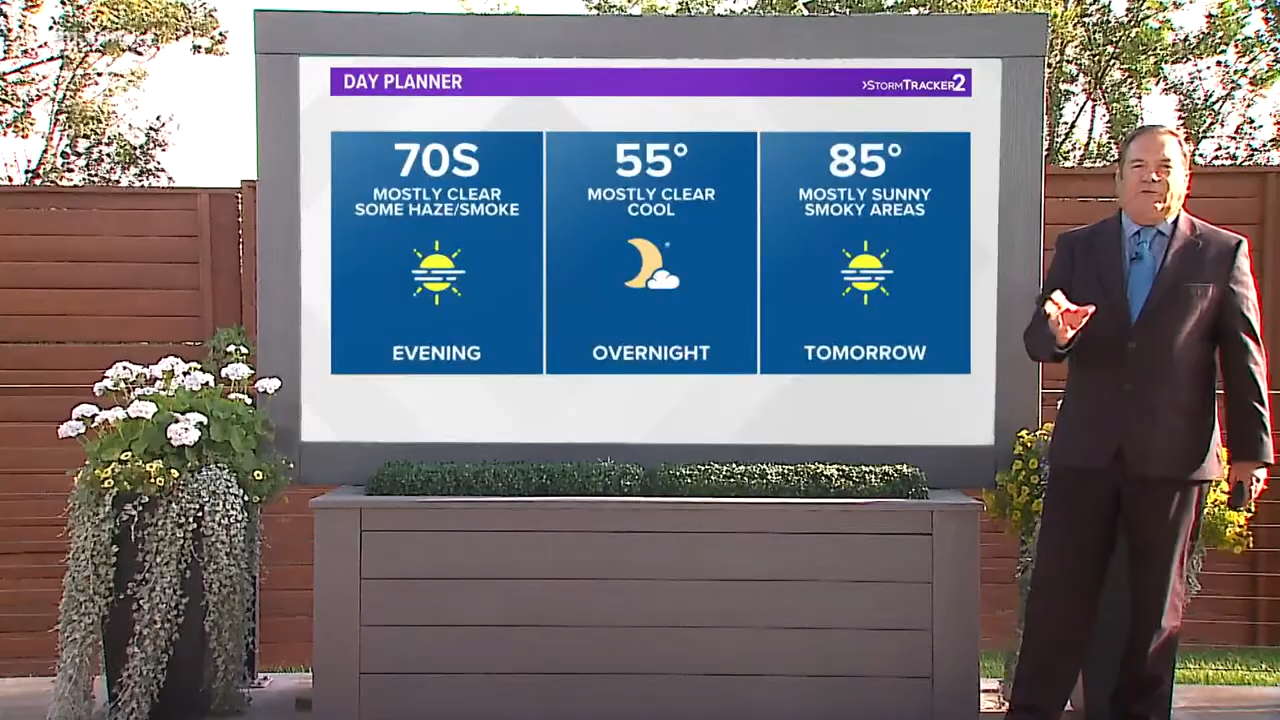 DAY PLANNER
>STORMTRACKER2
70S
MOSTLY CLEAR
SOME HAZE/SMOKE
EVENING
55°
MOSTLY CLEAR
COOL
OVERNIGHT
85°
MOSTLY SUNNY
SMOKY AREAS
TOMORROW